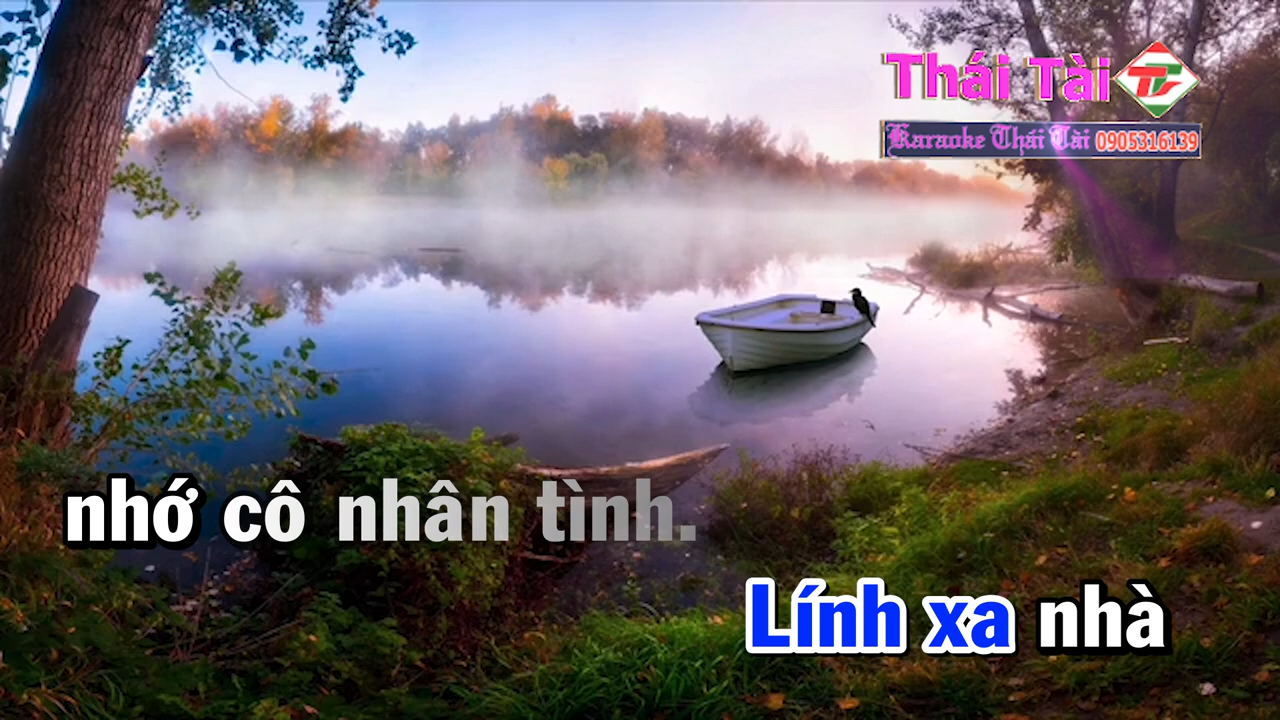 Thái Tài
Karaoke Thái Tài 0905316139
nhớ cô nhân tình.
Lính xa nhà